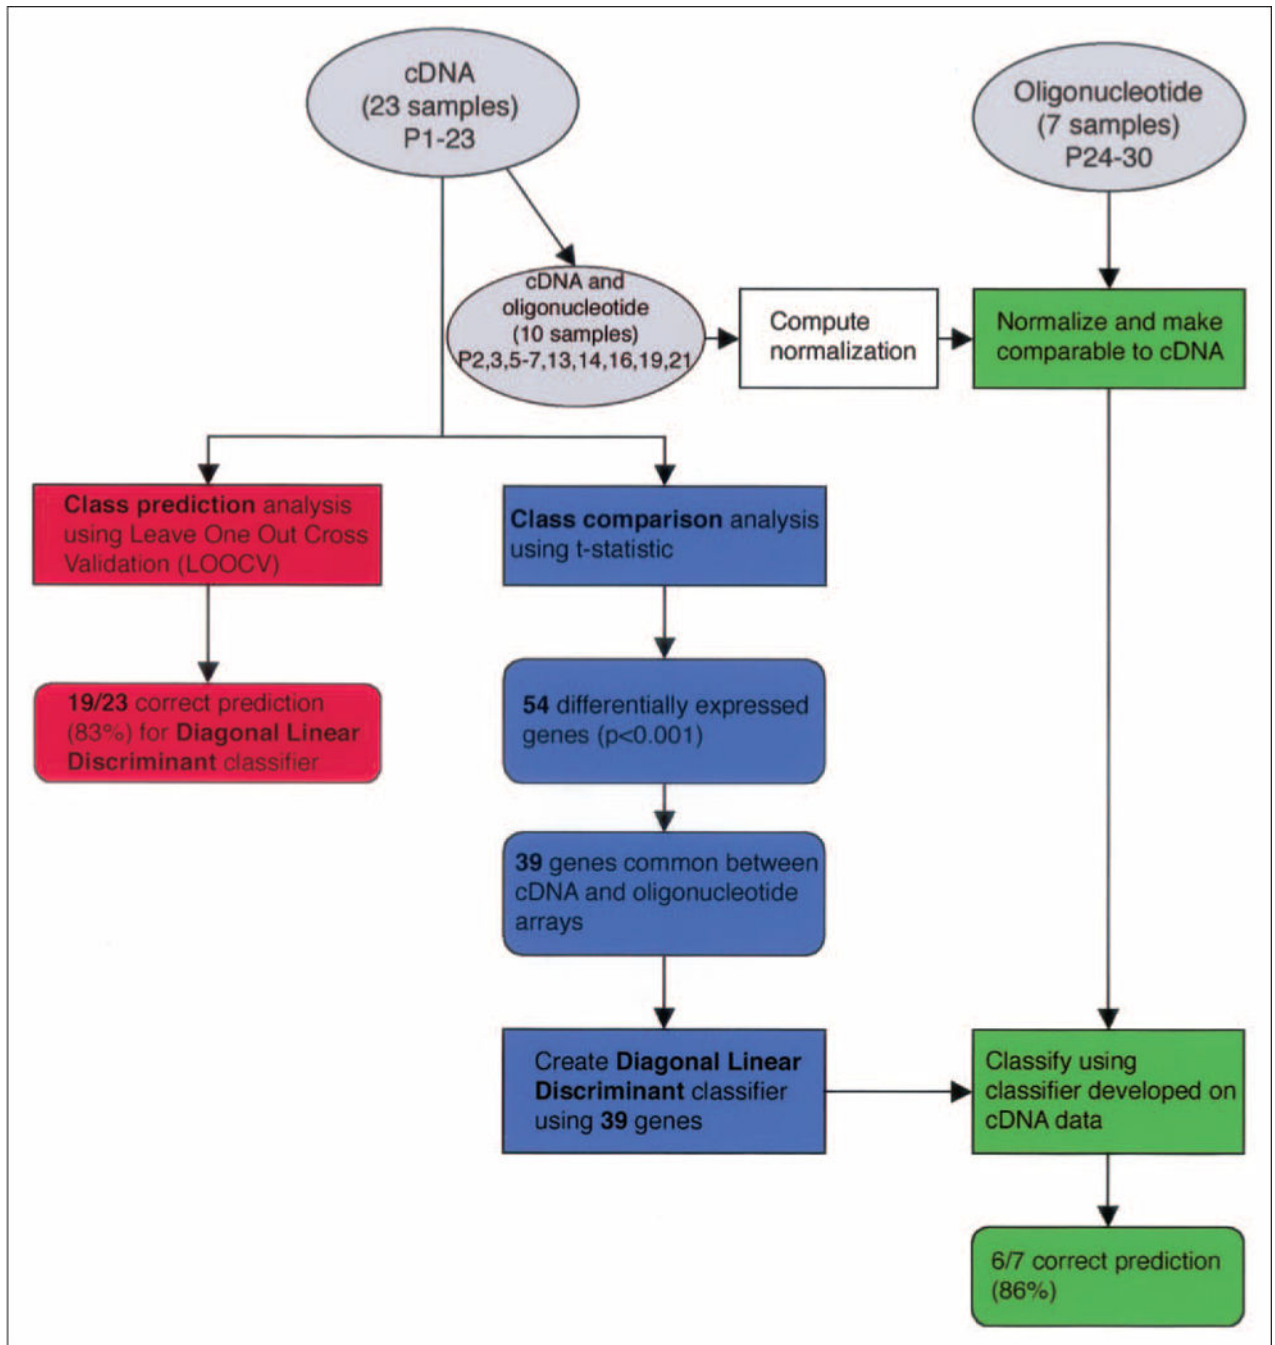 cDNA
(23 samples)
P1-23
Oligonucleotide
(7 samples)
P24-30
cDNA and
oligonucleotide
(10 samples)
P2,3,5-7,13,14,16,19,21
Compute
normalization
Normalize and make
comparable to cDNA
Class prediction analysis
using Leave One Out Cross
Validation (LOOCV)
Class comparison analysis
using t-statistic
19/23 correct prediction
(83%) for Diagonal Linear
Discriminant classifier
54 differentially expressed
genes (p<0.001)
39 genes common between
cDNA and oligonucleotide
arrays
Create Diagonal Linear
Discriminant classifier
using 39 genes
Classify using
classifier developed on
cDNA data
6/7 correct prediction
(86%)